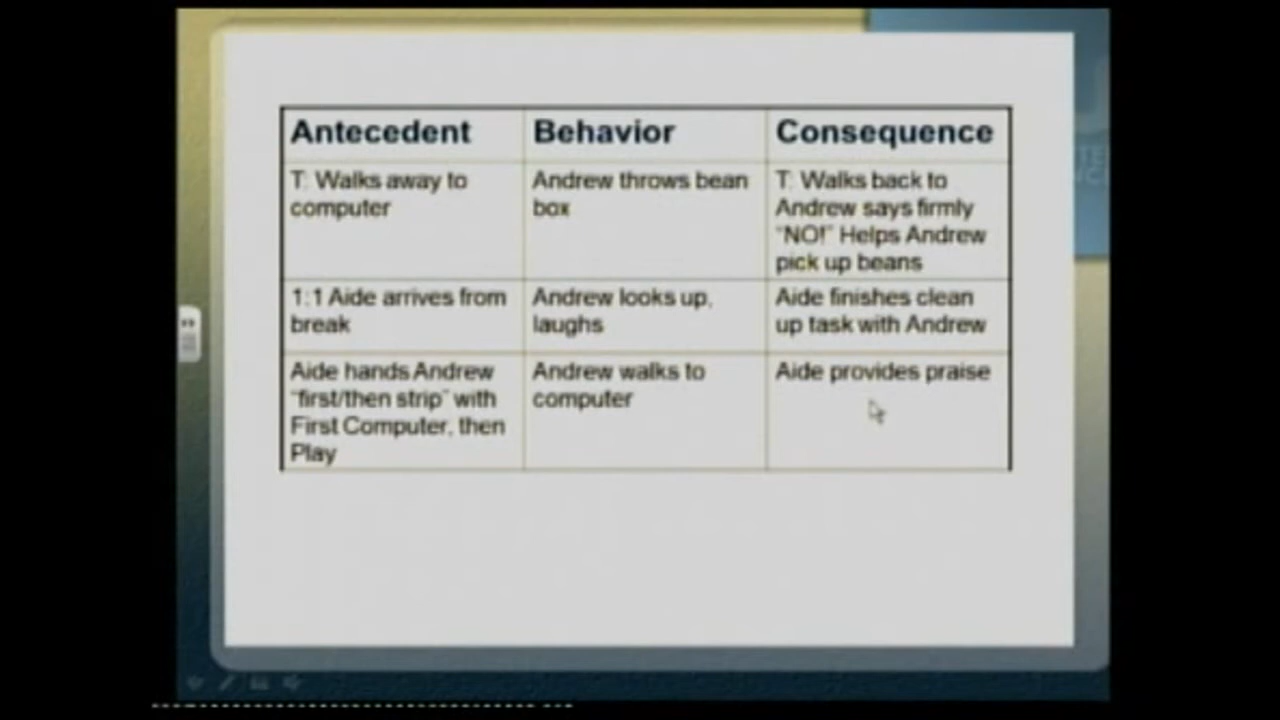 Antecedent
Behavior
Consequence
T: Walks away to
computer
Andrew throws bean
box
T: Walks back to
Andrew says firmly
"NO!" Helps Andrew
pick up beans
1:1 Aide arrives from
break
Andrew looks up,
laughs
Aide finishes clean
up task with Andrew
Aide hands Andrew
"first/then strip" with
First Computer, then
Play
Andrew walks to
computer
Aide provides praise